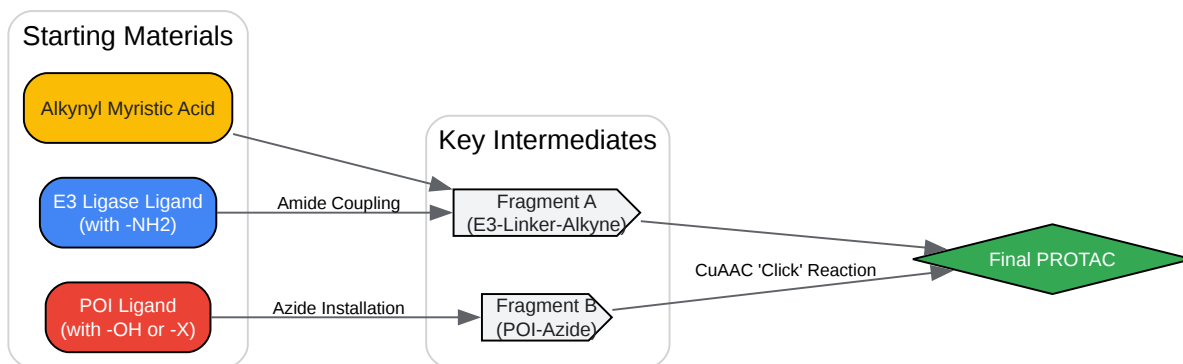 Starting Materials
Alkynyl Myristic Acid
E3 Ligase Ligand
(with -NH2)
POI Ligand
(with -OH or -X)
Amide Coupling
Azide Installation
Key Intermediates
Fragment A
(E3-Linker-Alkyne)
Fragment B
(POI-Azide)
CuAAC 'Click' Reaction
Final PROTAC